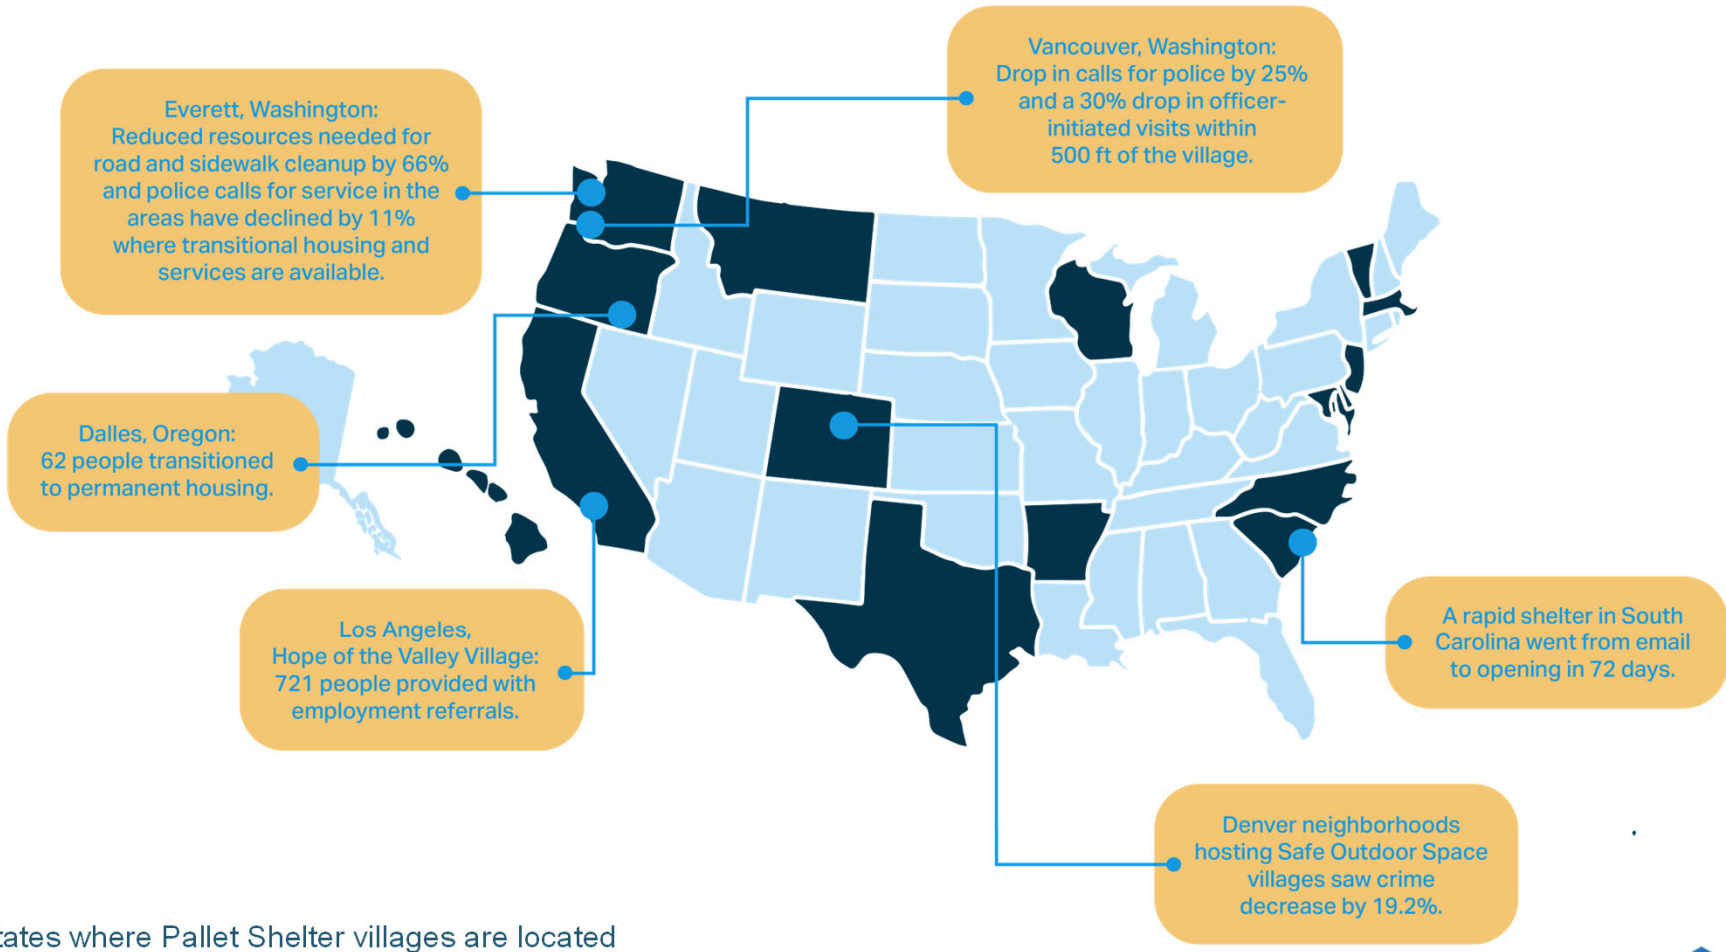 Vancouver, Washington:
Drop in calls for police by 25%
and a 30% drop in officer-
initiated visits within
500 ft of the village.
Everett, Washington:
Reduced resources needed for
road and sidewalk cleanup by 66%
and police calls for service in the
areas have declined by 11%
where transitional housing and
services are available.
Dalles, Oregon:
62 people transitioned
to permanent housing.
Los Angeles,
Hope of the Valley Village:
721 people provided with
employment referrals.
A rapid shelter in South
Carolina went from email
to opening in 72 days.
Denver neighborhoods
hosting Safe Outdoor Space
villages saw crime
decrease by 19.2%.
tates where Pallet Shelter villages are located